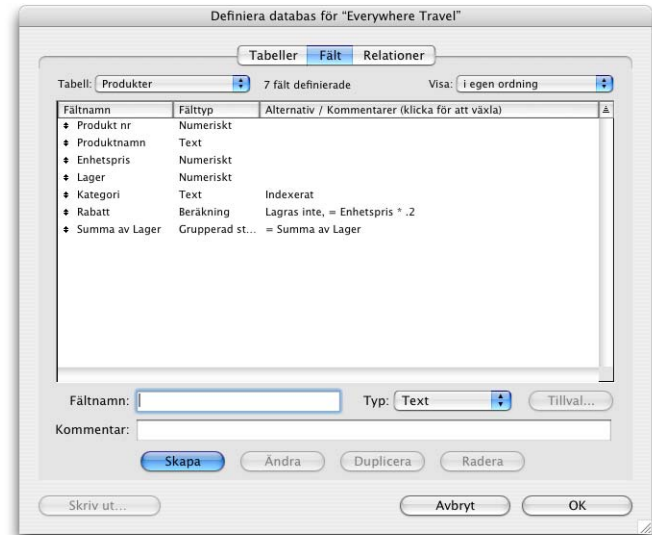 Definiera databas för “Everywhere Travel”
Tabeller Fält Relationer
Tabell: Produkter 7 fält definierade Visa: i egen ordning
Fältnamn Fälttyp Alternativ / Kommentarer (klicka för att växla)
Produkt nr Numeriskt
Produktnamn Text
Enhetspris Numeriskt
Lager Numeriskt
Kategori Text Indexerat
Rabatt Beräkning Lagras inte, = Enhetspris * .2
Summa av Lager Grupperad st... = Summa av Lager
Fältnamn: Typ: Text Tillval...
Kommentar:
Skapa Ändra Duplicera Radera
Skriv ut... Avbryt OK